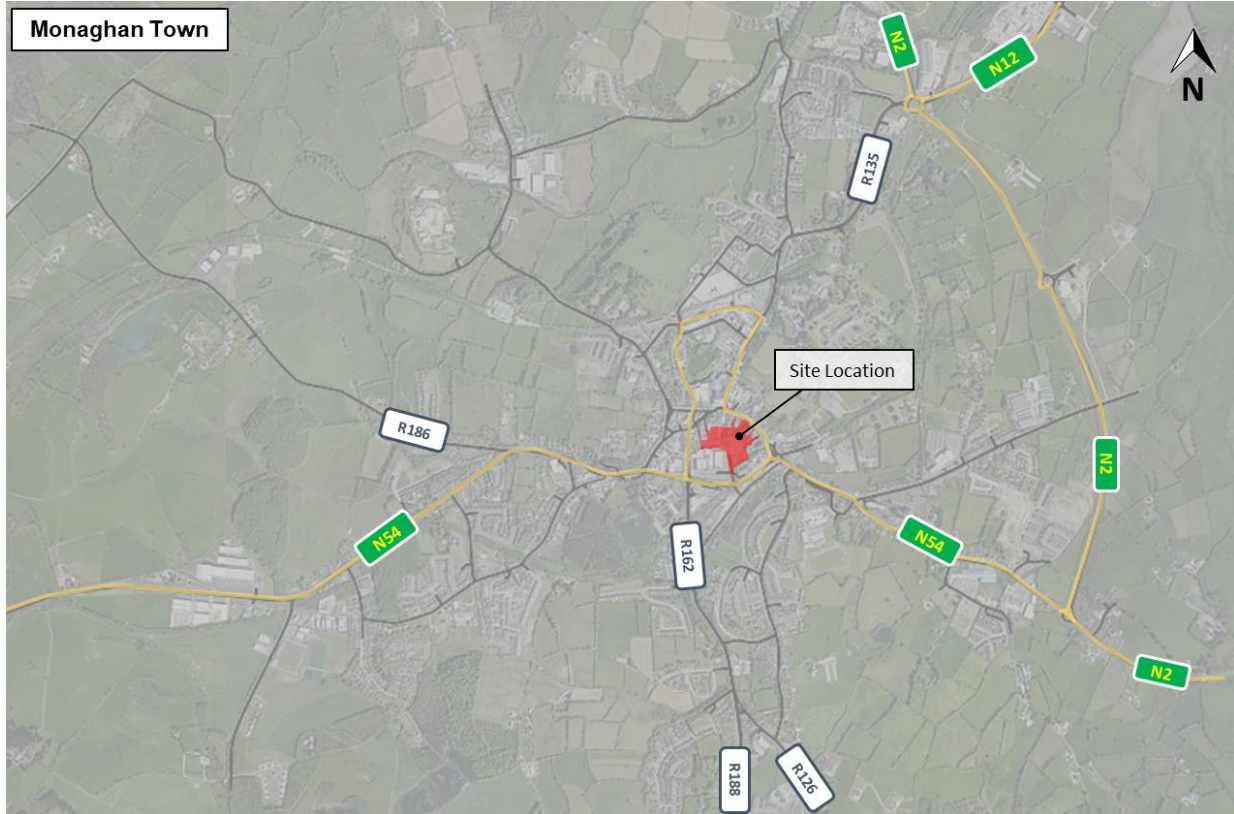 Monaghan Town
N2
N12
N
R135
Site Location
R186
N2
N54
N54
R162
N2
R188
R126